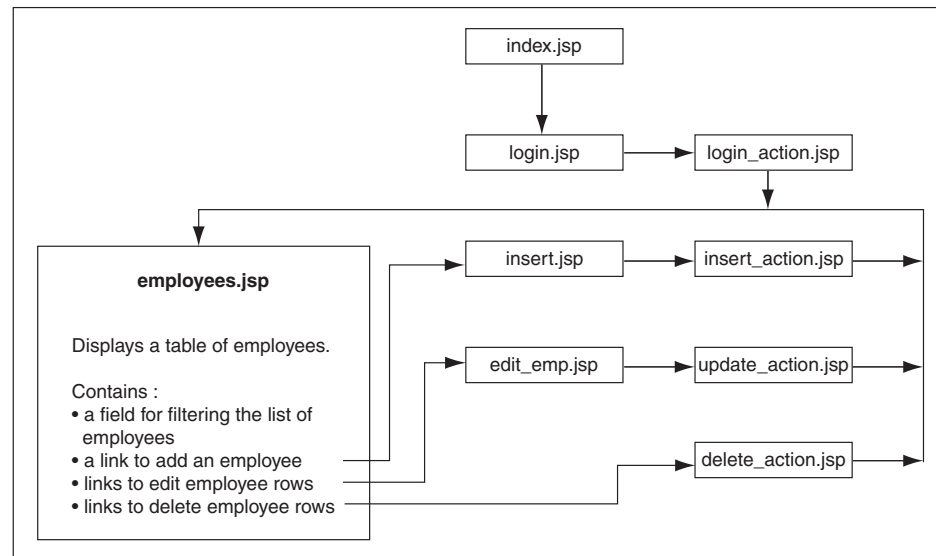 index.jsp
login.jsp
login_action.jsp
employees.jsp
Displays a table of employees.
Contains :
• a field for filtering the list of
employees
• a link to add an employee
• links to edit employee rows
• links to delete employee rows
insert.jsp
insert_action.jsp
edit_emp.jsp
update_action.jsp
delete_action.jsp